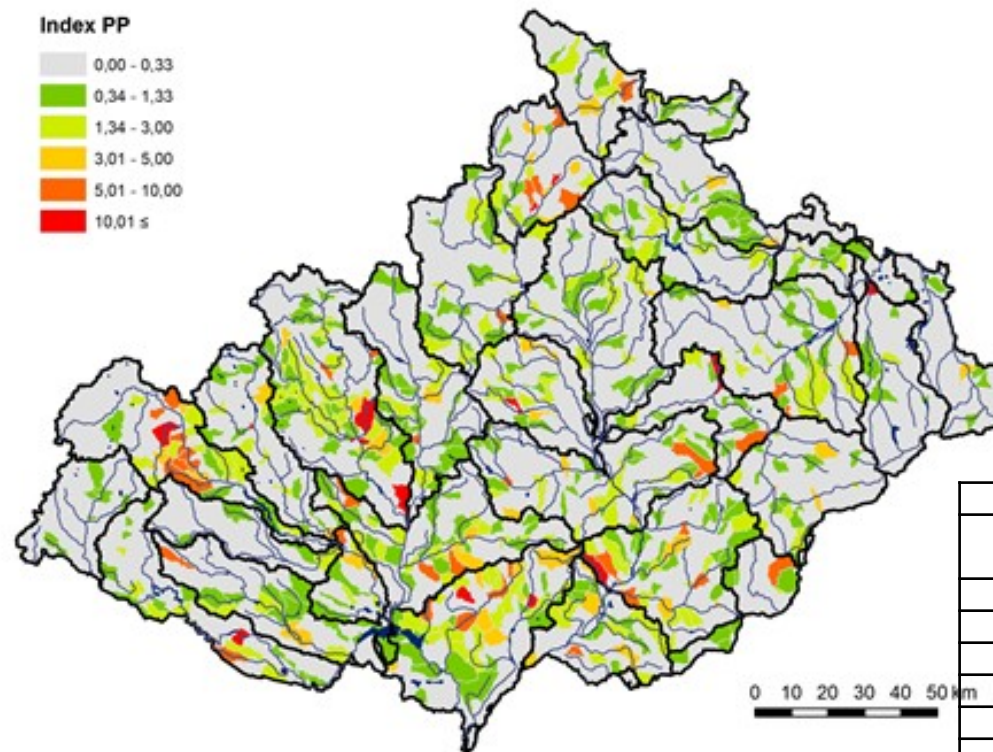 Index PP
0,00 - 0,33
0,34 - 1,33
1,34 - 3,00
3,01 - 5,00
5,01 - 10,00
10,01 ≤
0 10 20 30 40 50 km